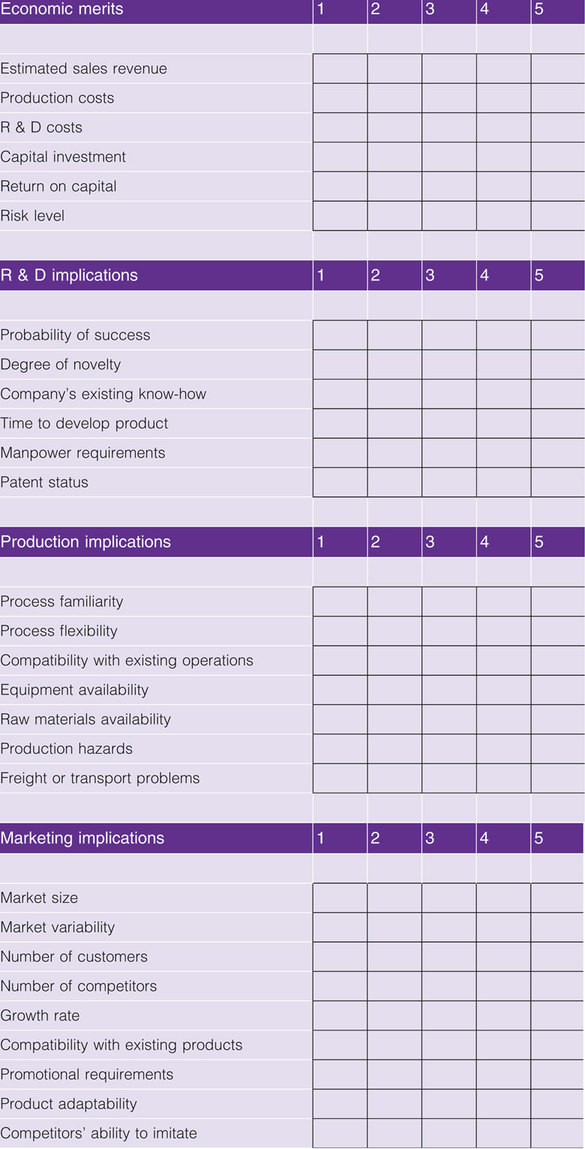 Economic merits 1 2 3 4 5
Estimated sales revenue
Production costs
R & D costs
Capital investment
Return on capital
Risk level
R & D implications 1 2 3 4 5
Probability of success
Degree of novelty
Company's existing know-how
Time to develop product
Manpower requirements
Patent status
Production implications 1 2 3 4 5
Process familiarity
Process flexibility
Compatibility with existing operations
Equipment availability
Raw materials availability
Production hazards
Freight or transport problems
Marketing implications 1 2 3 4 5
Market size
Market variability
Number of customers
Number of competitors
Growth rate
Compatibility with existing products
Promotional requirements
Product adaptability
Competitors' ability to imitate